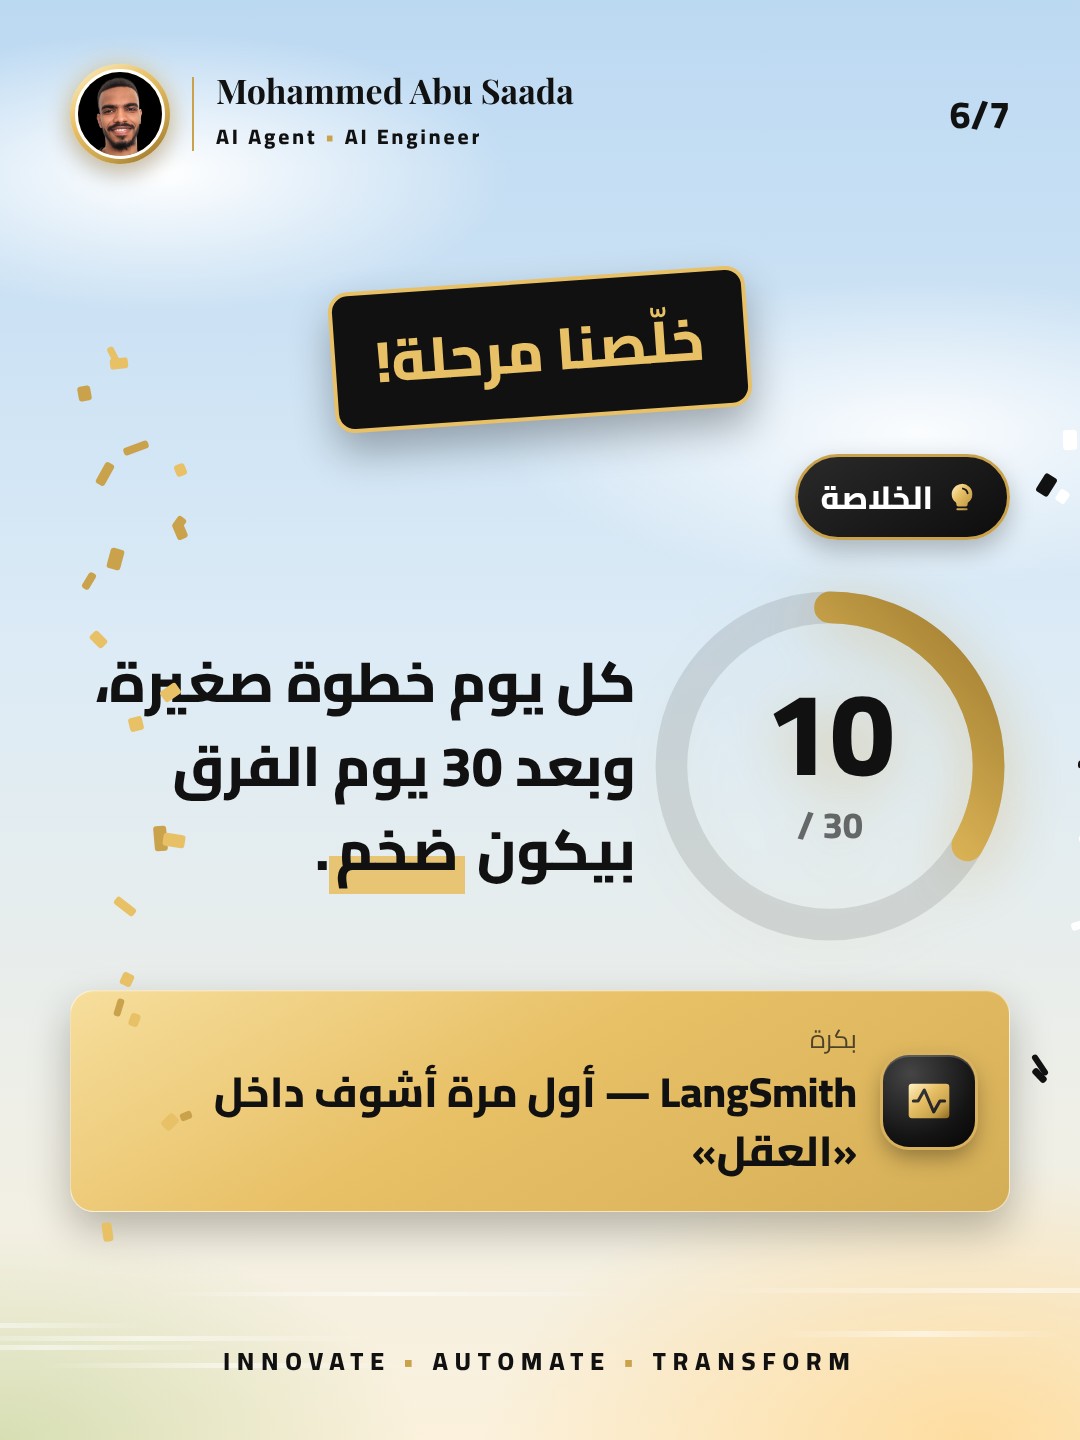 Mohammed Abu Saada
AI Agent ▪ AI Engineer
6/7
خلّصنا مرحلة!
الخلاصة
10
/ 30
كل يوم خطوة صغيرة،
وبعد 30 يوم الفرق
بيكون ضخم.
بكرة
LangSmith — أول مرة أشوف داخل
«العقل»
INNOVATE ▪ AUTOMATE ▪ TRANSFORM